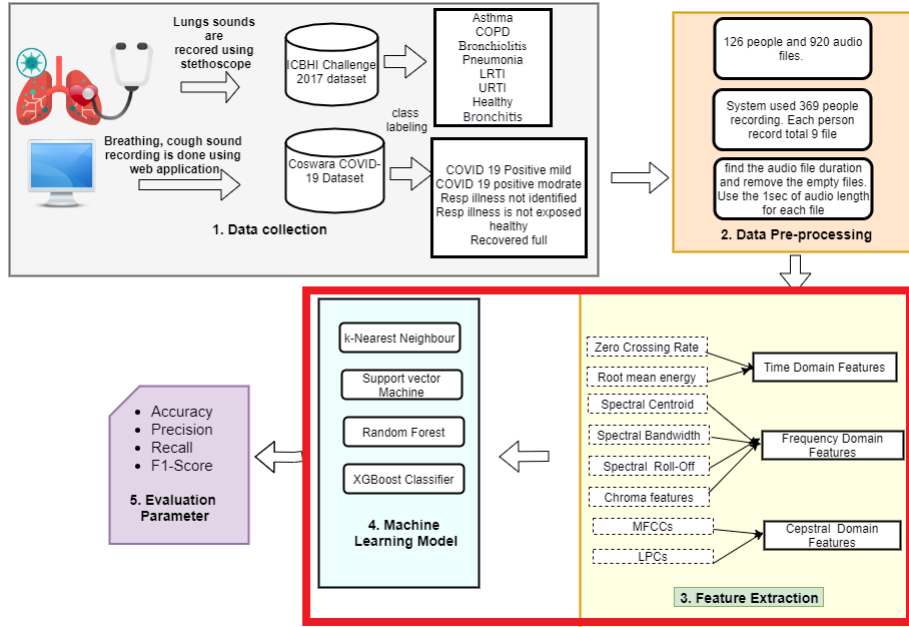 Lungs sounds
are
recored using
stethoscope
ICBHI Challenge
2017 dataset
Asthma
COPD
Bronchiolitis
Pneumonia
LRTI
URTI
Healthy
Bronchitis
class
labeling
Breathing, cough sound
recording is done using
web application
Coswara COVID-
19 Dataset
COVID 19 Positive mild
COVID 19 positive modrate
Resp illness not identified
Resp illness is not exposed
healthy
Recovered full
1. Data collection
126 people and 920 audio
files.
System used 369 people
recording. Each person
record total 9 file
find the audio file duration
and remove the empty files.
Use the 1sec of audio length
for each file
2. Data Pre-processing
Zero Crossing Rate
Root mean energy
Time Domain Features
Spectral Centroid
Spectral Bandwidth
Spectral Roll-Off
Chroma features
Frequency Domain
Features
MFCCs
LPCs
Cepstral Domain
Features
3. Feature Extraction
k-Nearest Neighbour
Support vector
Machine
Random Forest
XGBoost Classifier
4. Machine
Learning Model
• Accuracy
• Precision
• Recall
• F1-Score
5. Evaluation
Parameter